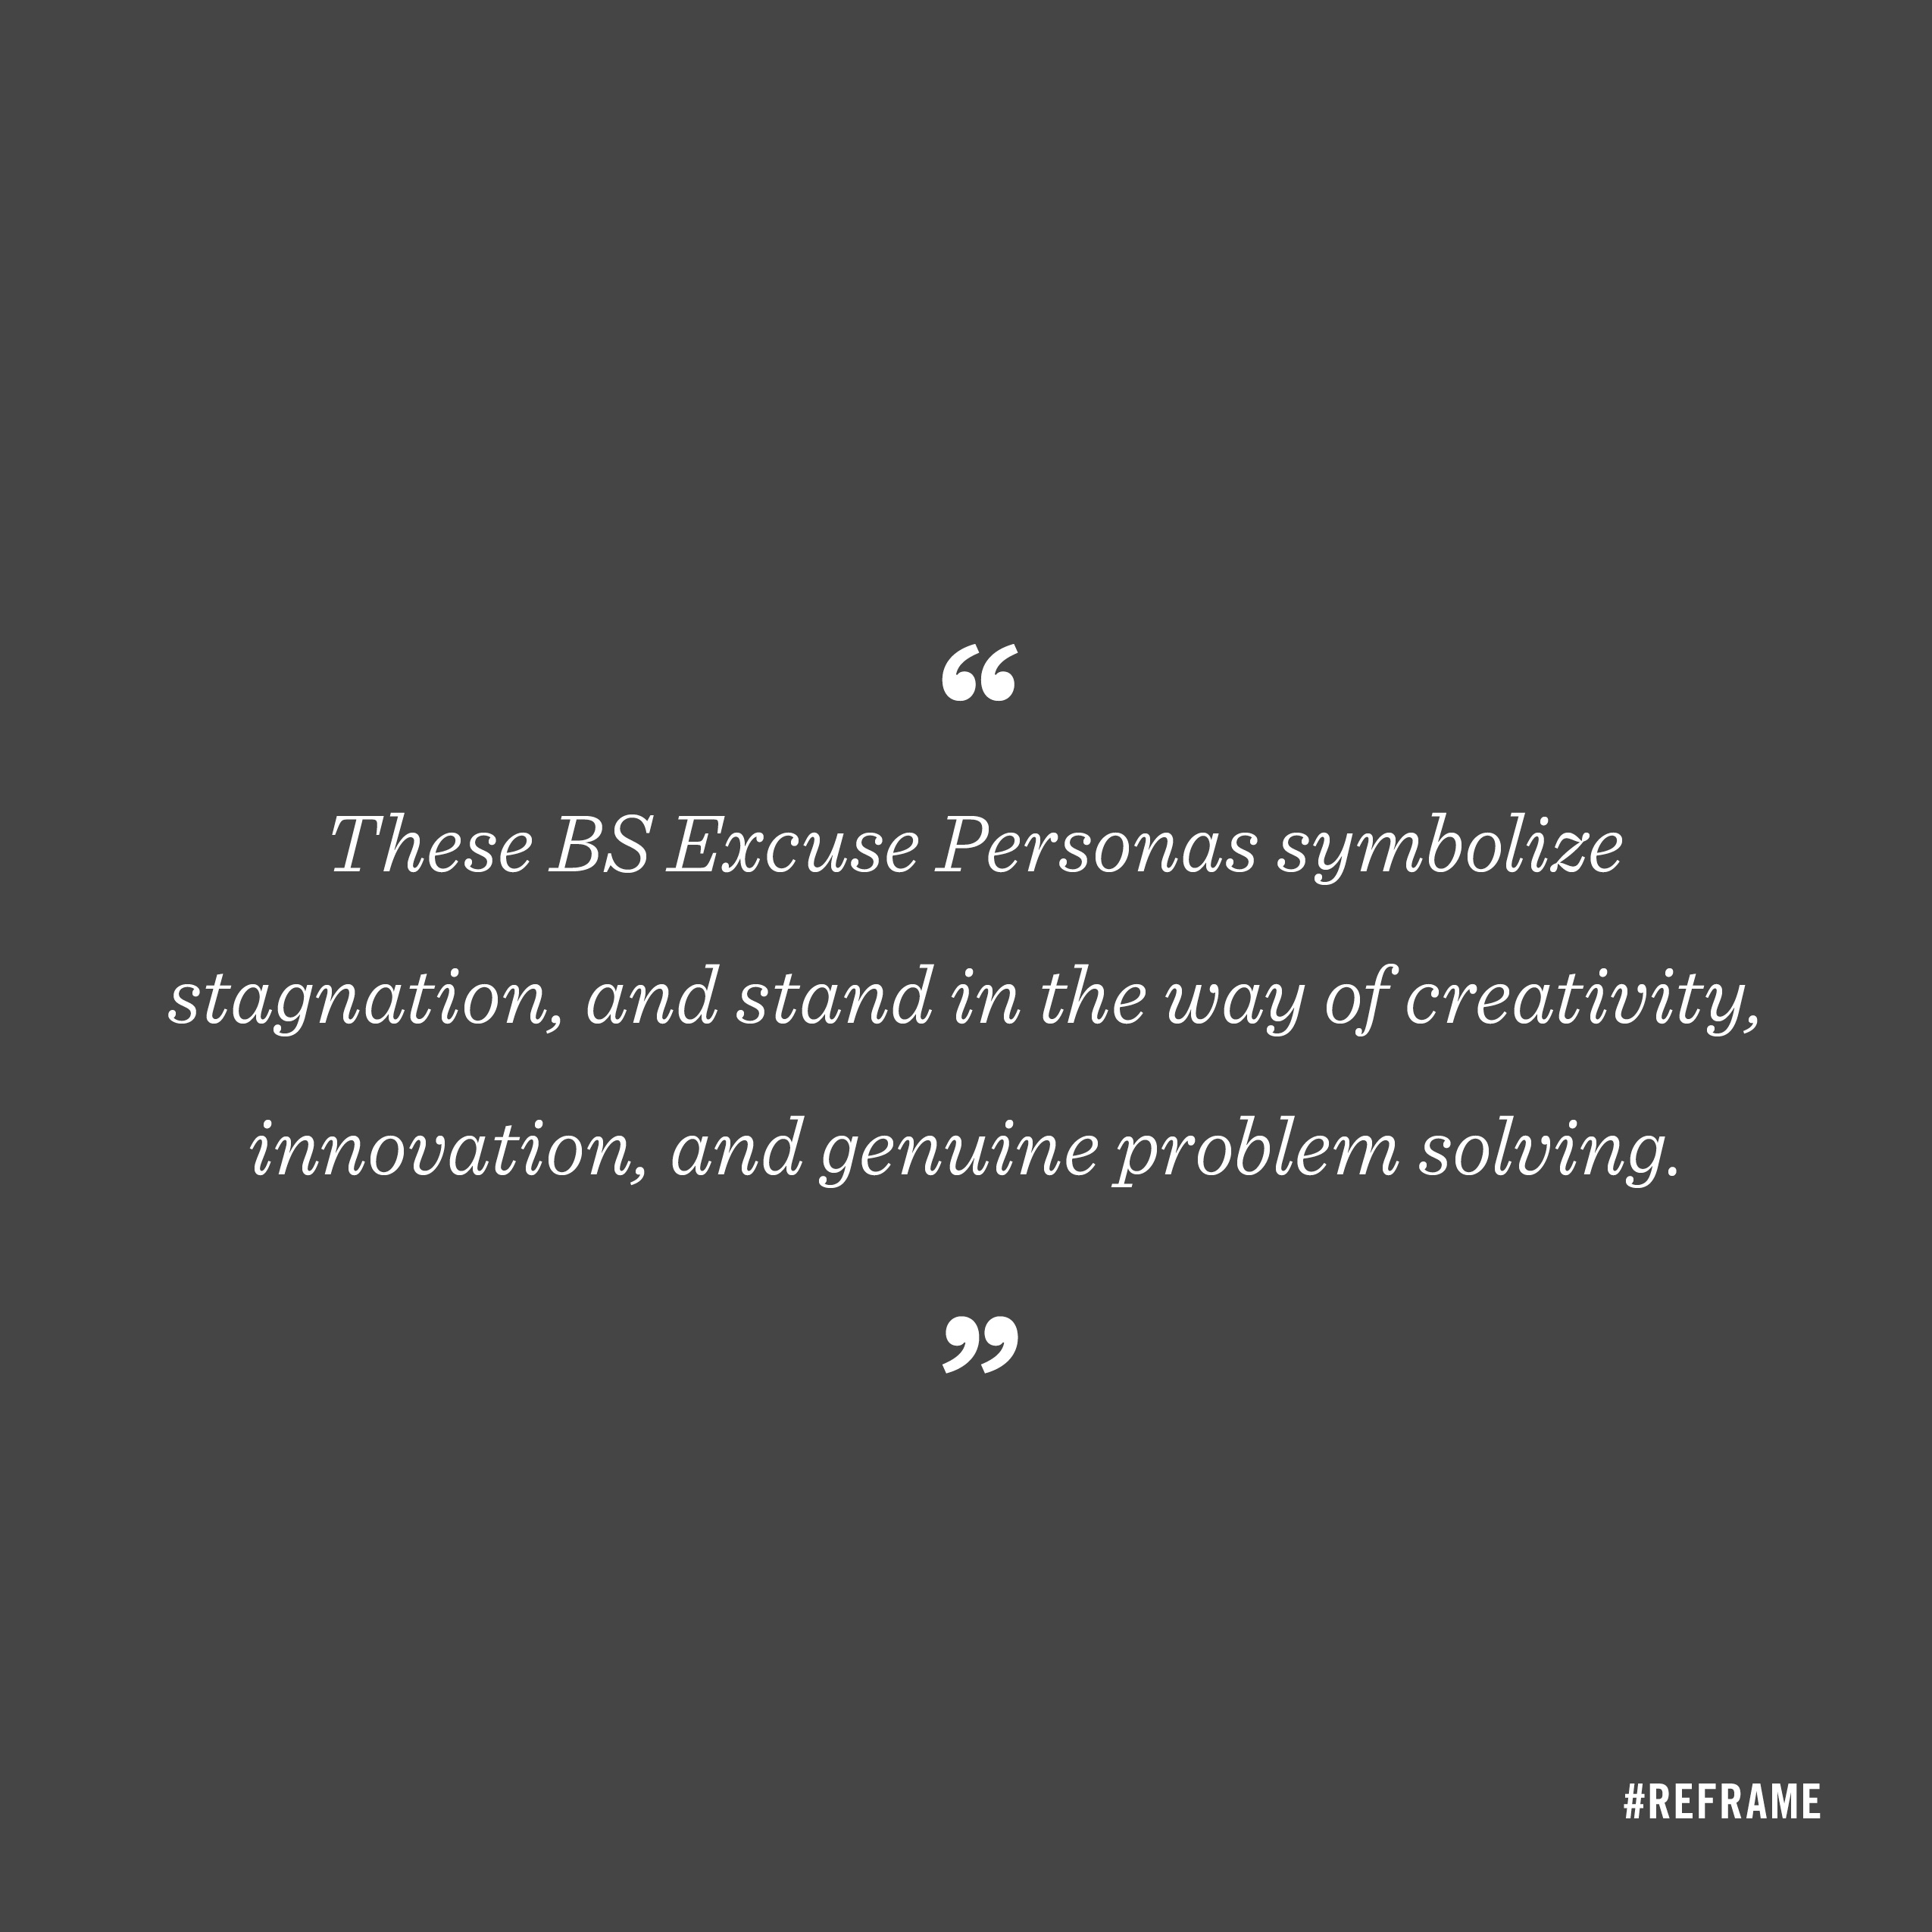 “
These BS Excuse Personas symbolize
stagnation, and stand in the way of creativity,
innovation, and genuine problem solving.
”
#REFRAME